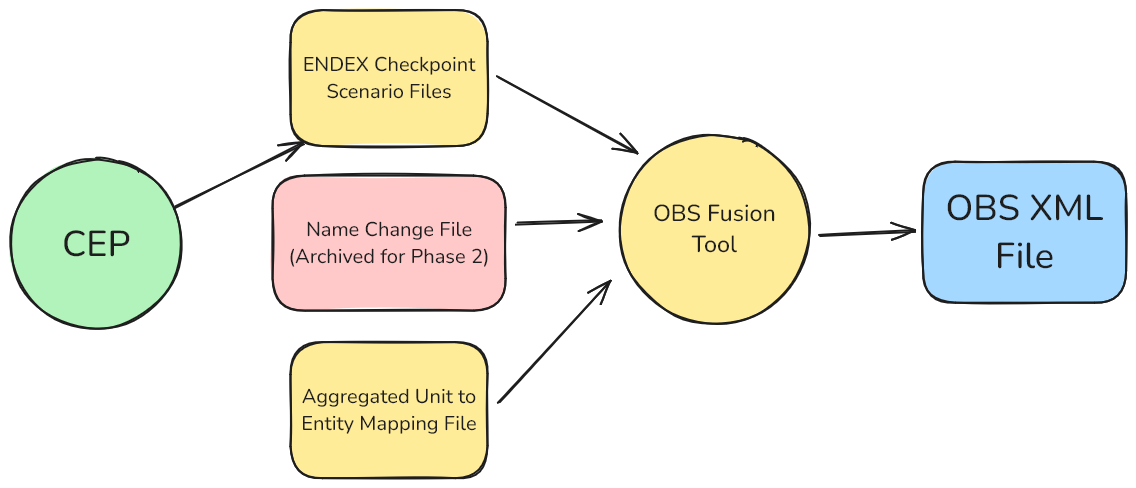 ENDEX Checkpoint
Scenario Files
CEP
Name Change File
(Archived for Phase 2)
Aggregated Unit to
Entity Mapping File
OBS Fusion
Tool
OBS XML
File